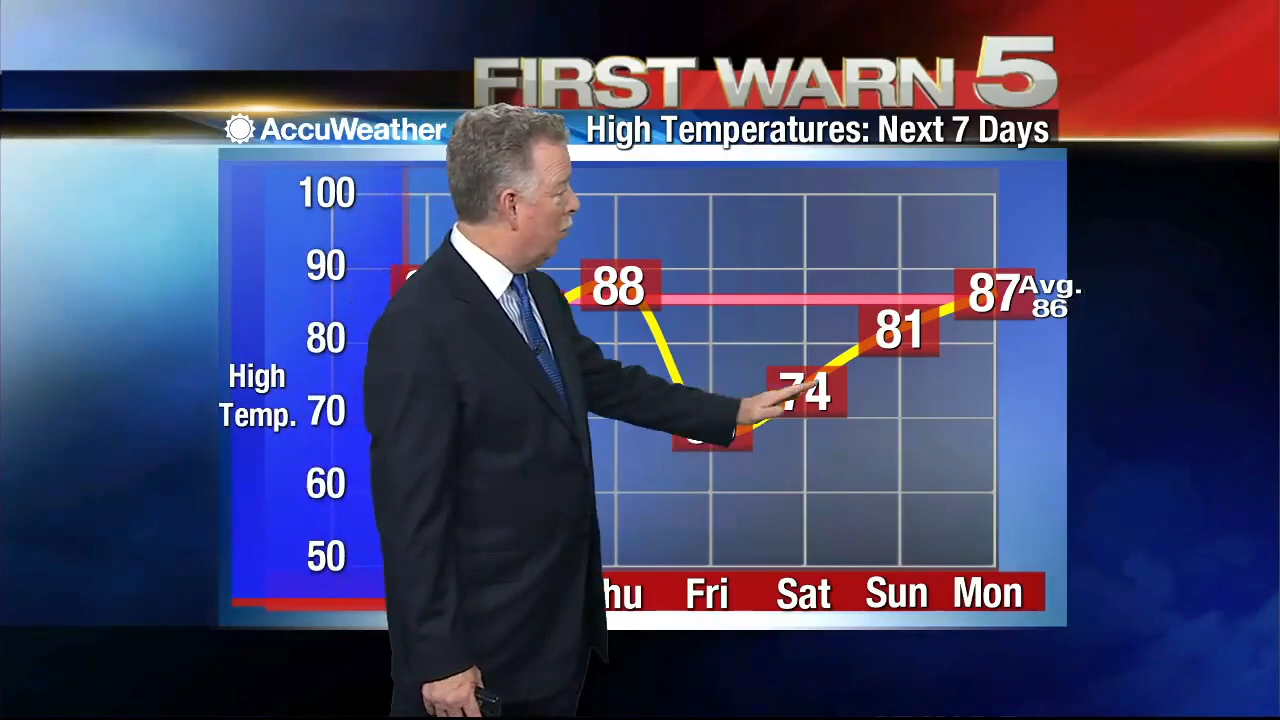 FIRST WARN 5
AccuWeather
High Temperatures: Next 7 Days
100
90
88
87
Avg.
86
81
80
High
Temp.
74
70
60
50
Fri
Sat
Sun
Mon